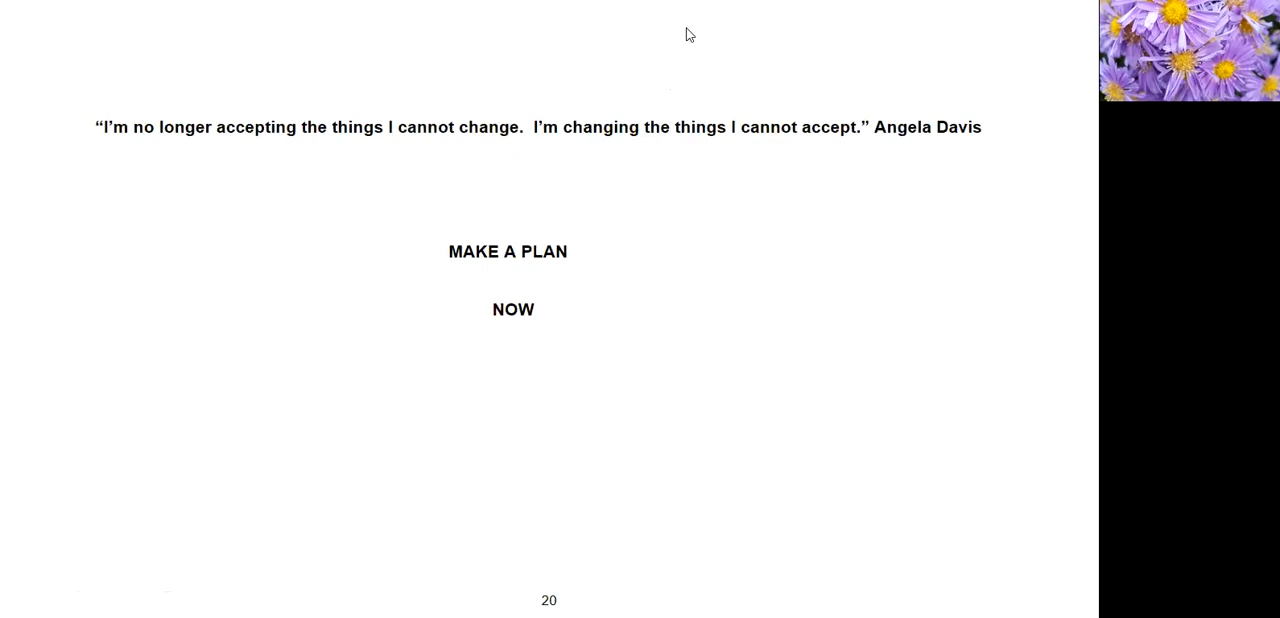 “I’m no longer accepting the things I cannot change.  I’m changing the things I cannot accept.” Angela Davis
MAKE A PLAN
NOW
20